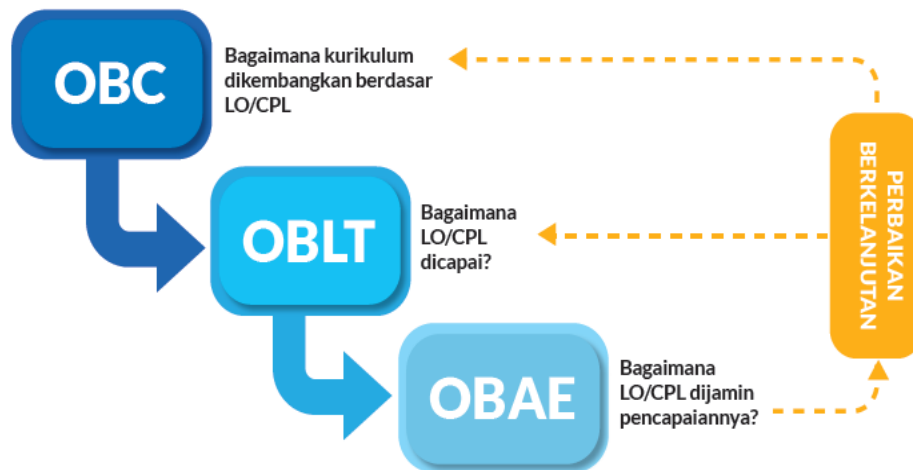 OBC
Bagaimana kurikulum
dikembangkan berdasar
LO/CPL
OBLT
Bagaimana
LO/CPL
dicapai?
OBAE
Bagaimana
LO/CPL dijamin
pencapaiannya?
PERBAIKAN
BERKELANJUTAN